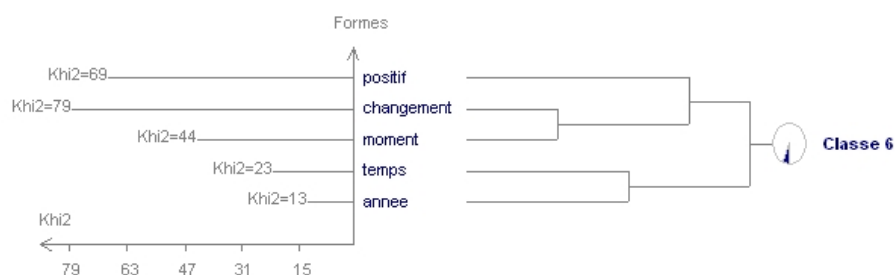 Formes
Khi2=69 positif
Khi2=79 changement
Khi2=44 moment
Classe 6
Khi2=23 temps
Khi2=13 annee
Khi2
79 63 47 31 15